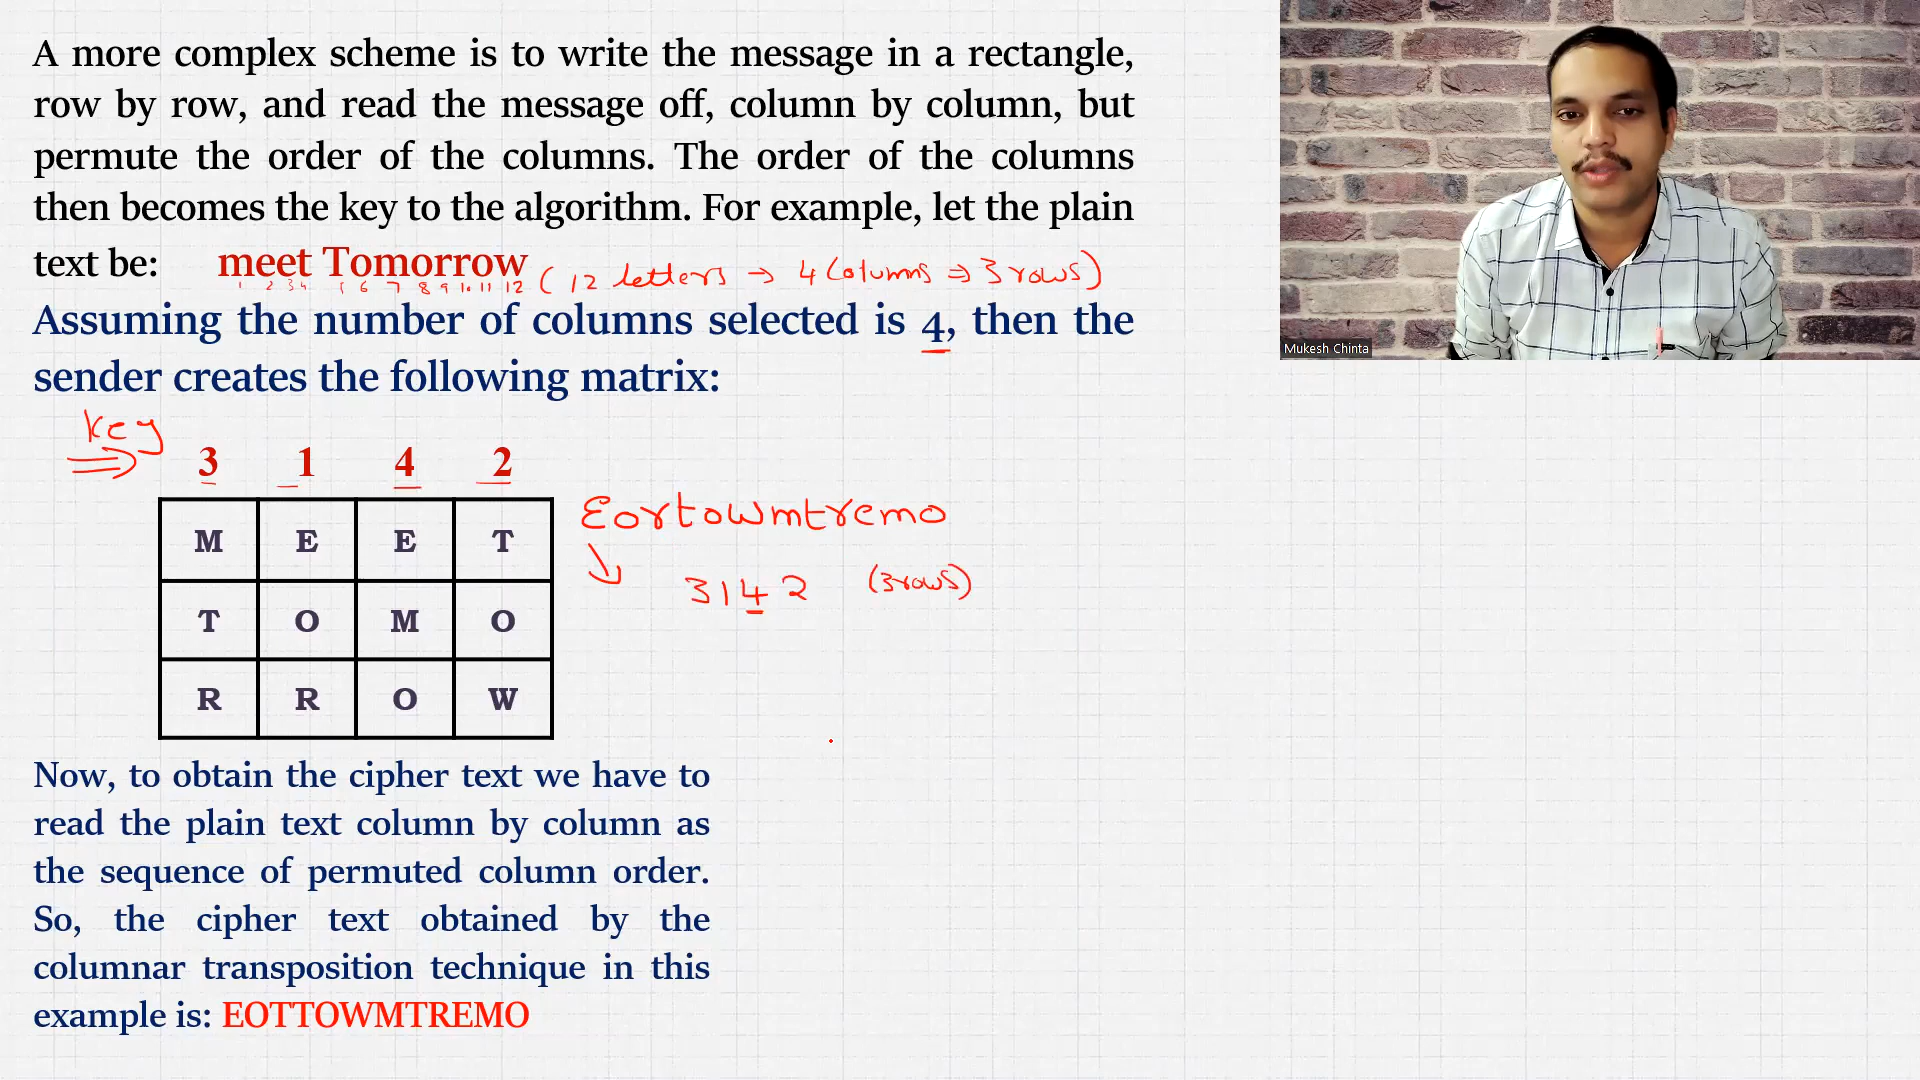 A more complex scheme is to write the message in a rectangle,
row by row, and read the message off, column by column, but
permute the order of the columns. The order of the columns
then becomes the key to the algorithm. For example, let the plain
text be: meet Tomorrow (12 letters → 4 Columns ⇒ 3 rows)
1 2 3 4 5 6 7 8 9 10 11 12
Assuming the number of columns selected is 4, then the
sender creates the following matrix:
key
3 1 4 2
M E E T
T O M O
R R O W
Eortowmtremo
3142 (3rows)
Now, to obtain the cipher text we have to
read the plain text column by column as
the sequence of permuted column order.
So, the cipher text obtained by the
columnar transposition technique in this
example is: EOTTOWMTREMO
Mukesh Chinta